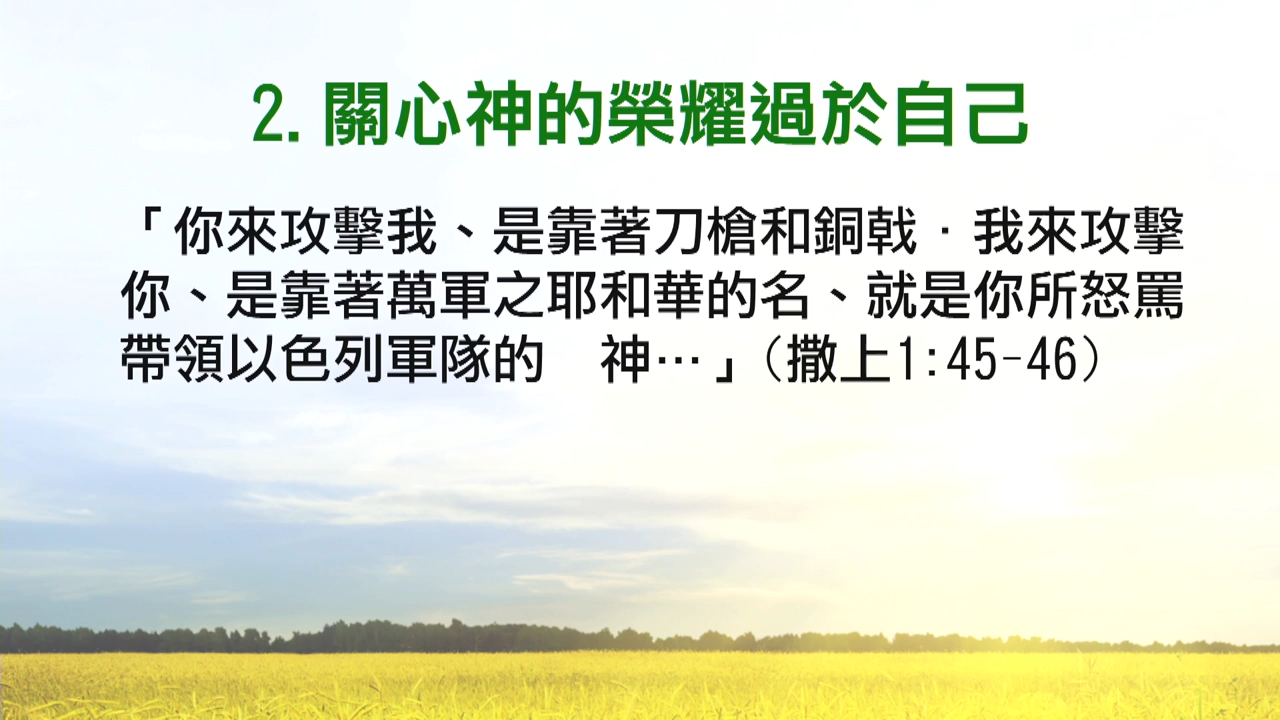 2.關心神的榮耀過於自己
「你來攻擊我、是靠著刀槍和銅戟．我來攻擊
你、是靠著萬軍之耶和華的名、就是你所怒罵
帶領以色列軍隊的　神…」(撒上1:45-46)